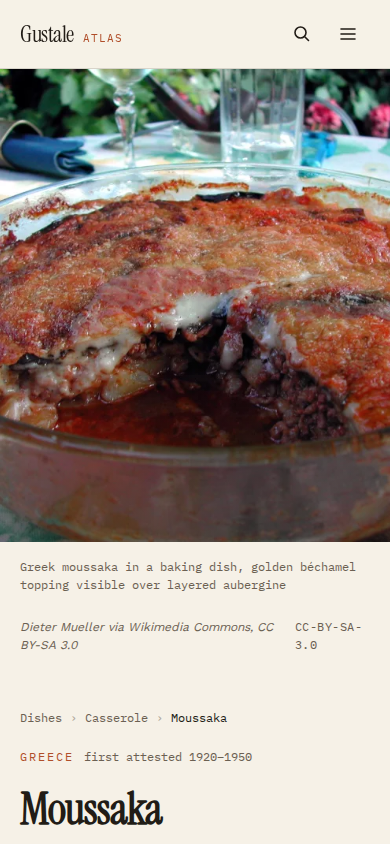 Gustale ATLAS
Greek moussaka in a baking dish, golden béchamel
topping visible over layered aubergine
Dieter Mueller via Wikimedia Commons, CC CC-BY-SA-
BY-SA 3.0 3.0
Dishes › Casserole › Moussaka
GREECE first attested 1920–1950
Moussaka